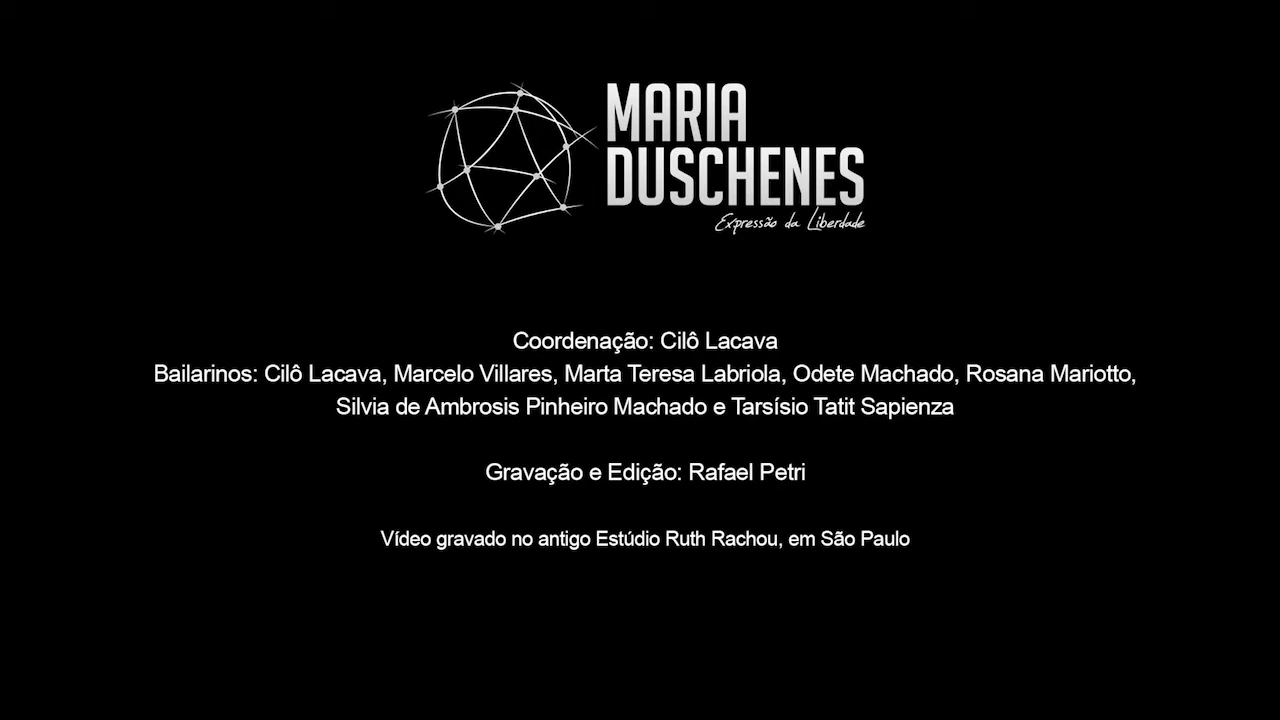 MARIA
DUSCHENES
Expressão da Liberdade
Coordenação: Cilô Lacava
Bailarinos: Cilô Lacava, Marcelo Villares, Marta Teresa Labriola, Odete Machado, Rosana Mariotto,
Silvia de Ambrosis Pinheiro Machado e Tarsísio Tatit Sapienza
Gravação e Edição: Rafael Petri
Vídeo gravado no antigo Estúdio Ruth Rachou, em São Paulo